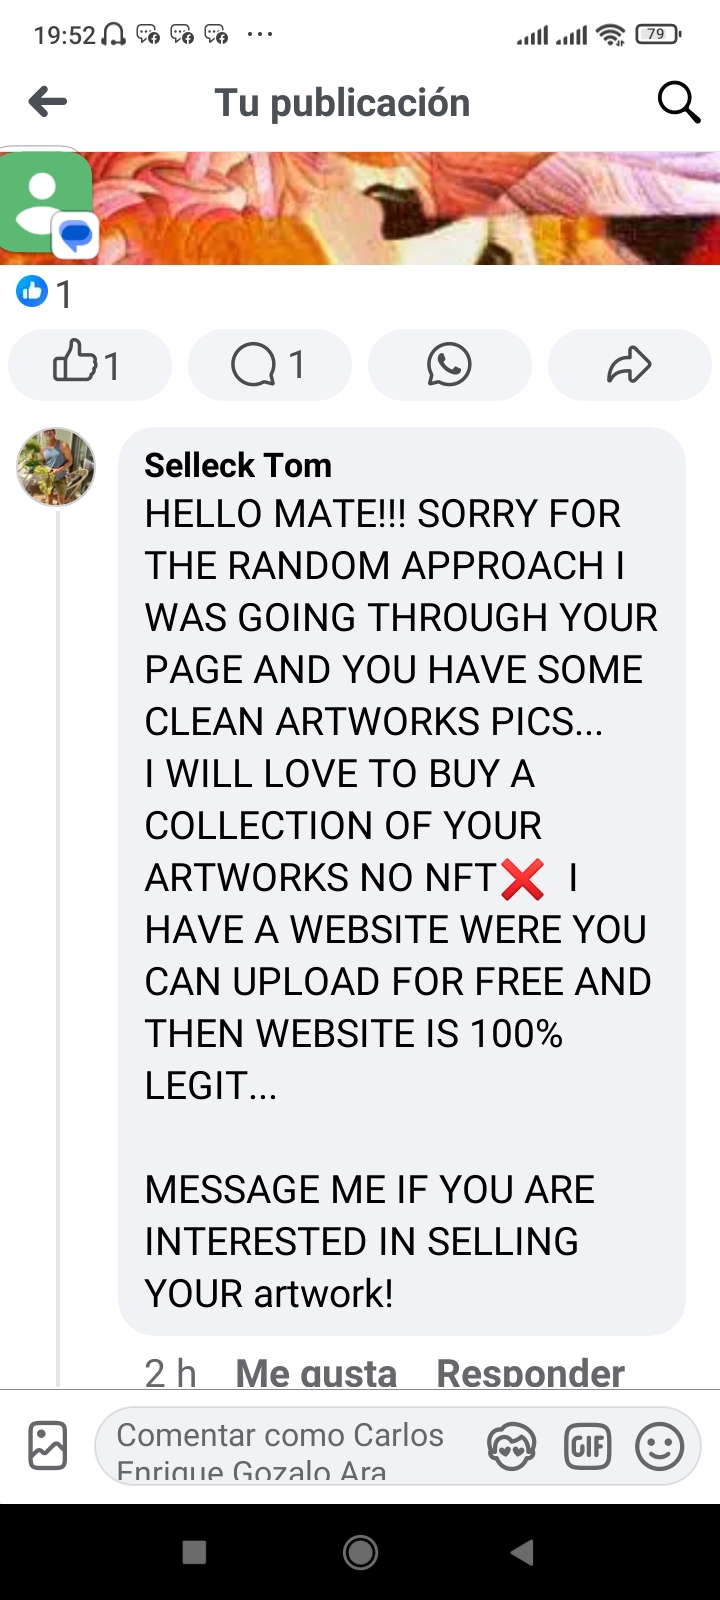 19:52 79
Tu publicación
1
1 1
Selleck Tom
HELLO MATE!!! SORRY FOR
THE RANDOM APPROACH I
WAS GOING THROUGH YOUR
PAGE AND YOU HAVE SOME
CLEAN ARTWORKS PICS...
I WILL LOVE TO BUY A
COLLECTION OF YOUR
ARTWORKS NO NFT❌ I
HAVE A WEBSITE WERE YOU
CAN UPLOAD FOR FREE AND
THEN WEBSITE IS 100%
LEGIT...
MESSAGE ME IF YOU ARE
INTERESTED IN SELLING
YOUR artwork!
2 h Me gusta Responder
Comentar como Carlos
Enrique Gozalo Ara
GIF